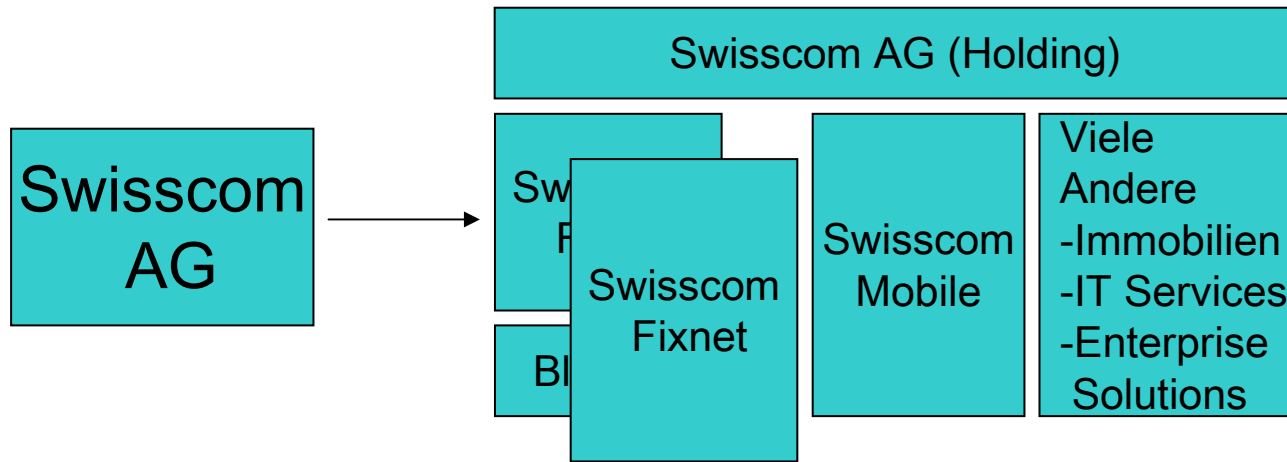 Swisscom AG (Holding)
Swisscom
AG
Swisscom
Fixnet
Swisscom
Mobile
Viele
Andere
-Immobilien
-IT Services
-Enterprise
Solutions